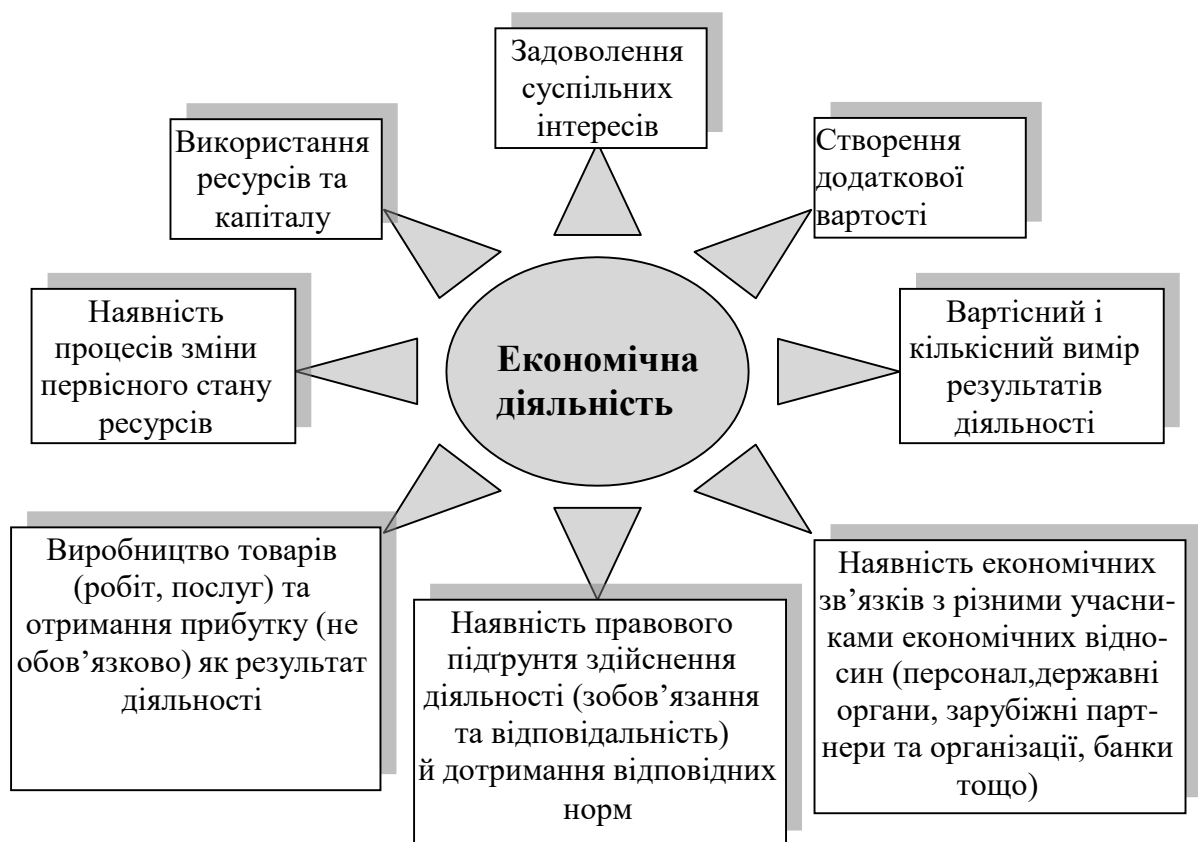 Задоволення
суспільних
інтересів
Використання
ресурсів та
капіталу
Створення
додаткової
вартості
Наявність
процесів зміни
первісного стану
ресурсів
Економічна
діяльність
Вартісний і
кількісний вимір
результатів
діяльності
Виробництво товарів
(робіт, послуг) та
отримання прибутку (не
обов’язково) як результат
діяльності
Наявність правового
підґрунтя здійснення
діяльності (зобов’язання
та відповідальність)
й дотримання відповідних
норм
Наявність економічних
зв’язків з різними учасни-
ками економічних відно-
син (персонал,державні
органи, зарубіжні парт-
нери та організації, банки
тощо)